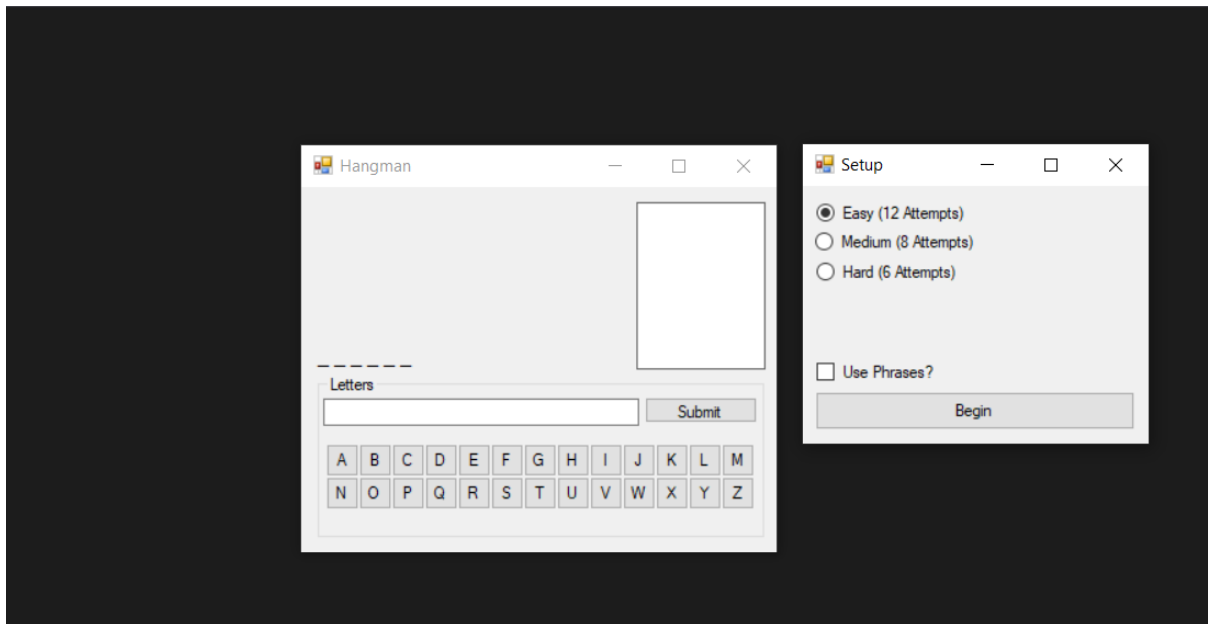 Hangman
_ _ _ _ _ _
Letters
Submit
A B C D E F G H I J K L M
N O P Q R S T U V W X Y Z
Setup
Easy (12 Attempts)
Medium (8 Attempts)
Hard (6 Attempts)
Use Phrases?
Begin